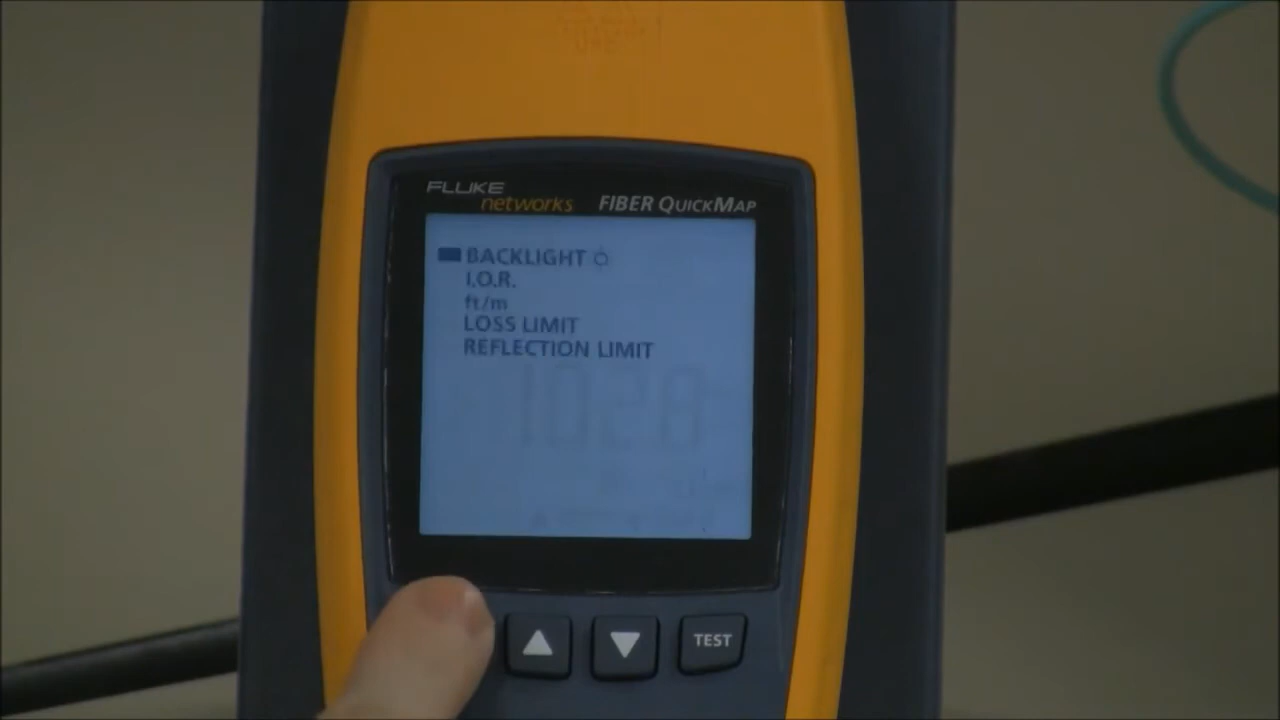 FLUKE
networks
FIBER QUICKMAP
BACKLIGHT
I.O.R.
ft/m
LOSS LIMIT
REFLECTION LIMIT
TEST